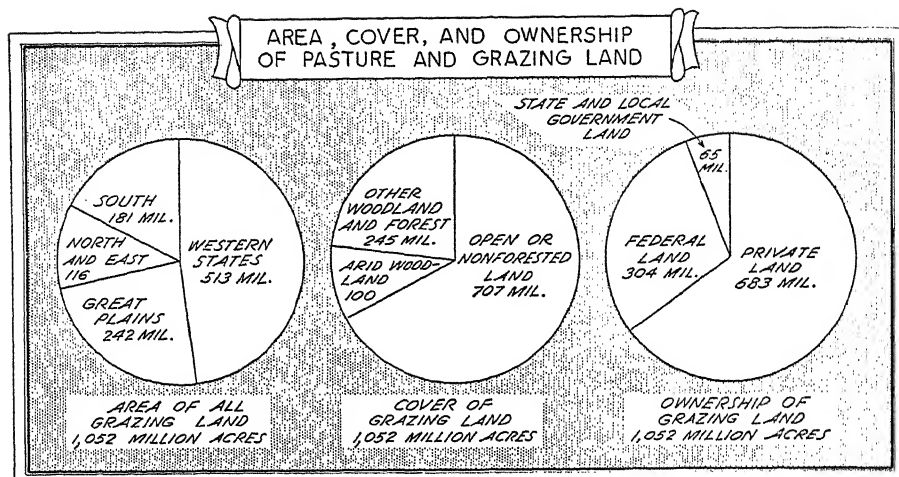 AREA, COVER, AND OWNERSHIP
OF PASTURE AND GRAZING LAND
SOUTH
181 MIL.
NORTH
AND EAST
116
GREAT
PLAINS
242 MIL.
WESTERN
STATES
513 MIL.
AREA OF ALL
GRAZING LAND
1,052 MILLION ACRES
OTHER
WOODLAND
AND FOREST
245 MIL.
ARID WOOD-
LAND
100
OPEN OR
NONFORESTED
LAND
707 MIL.
COVER OF
GRAZING LAND
1,052 MILLION ACRES
STATE AND LOCAL
GOVERNMENT
LAND
65
MIL.
FEDERAL
LAND
304 MIL.
PRIVATE
LAND
683 MIL.
OWNERSHIP OF
GRAZING LAND
1,052 MILLION ACRES